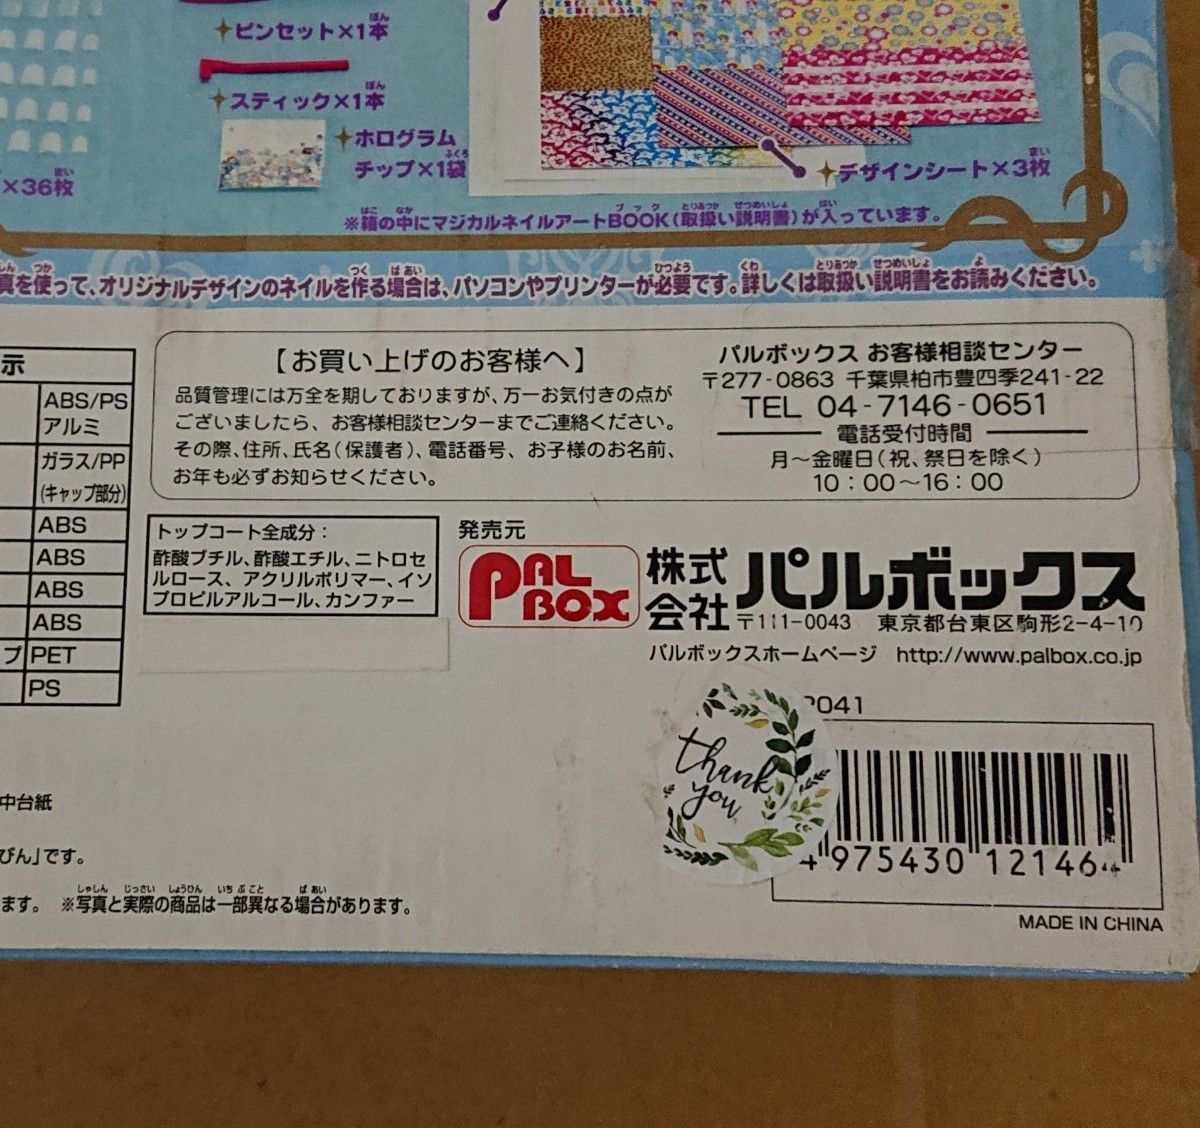 ピンセット×1本
スティック×1本
ホログラム
チップ×1袋
×36枚
デザインシート×3枚
※箱の中にマジカルネイルアートBOOK(取扱い説明書)が入っています。
真を使って、オリジナルデザインのネイルを作る場合は、パソコンやプリンターが必要です。詳しくは取扱い説明書をお読みください。
示
ABS/PS
アルミ
ガラス/PP
(キャップ部分)
ABS
ABS
ABS
ABS
プ PET
PS
【お買い上げのお客様へ】
品質管理には万全を期しておりますが、万一お気付きの点が
ございましたら、お客様相談センターまでご連絡ください。
その際、住所、氏名(保護者)、電話番号、お子様のお名前、
お年も必ずお知らせください。
パルボックス お客様相談センター
〒277-0863 千葉県柏市豊四季241-22
TEL 04-7146-0651
電話受付時間
月～金曜日(祝、祭日を除く)
10:00～16:00
トップコート全成分:
酢酸ブチル、酢酸エチル、ニトロセ
ルロース、アクリルポリマー、イソ
プロピルアルコール、カンファー
発売元
PAL BOX
株式会社 パルボックス
〒111-0043 東京都台東区駒形2-4-10
パルボックスホームページ http://www.palbox.co.jp
2041
thank
you
4 975430 121464
MADE IN CHINA
中台紙
びん」です。
ます。 ※写真と実際の商品は一部異なる場合があります。